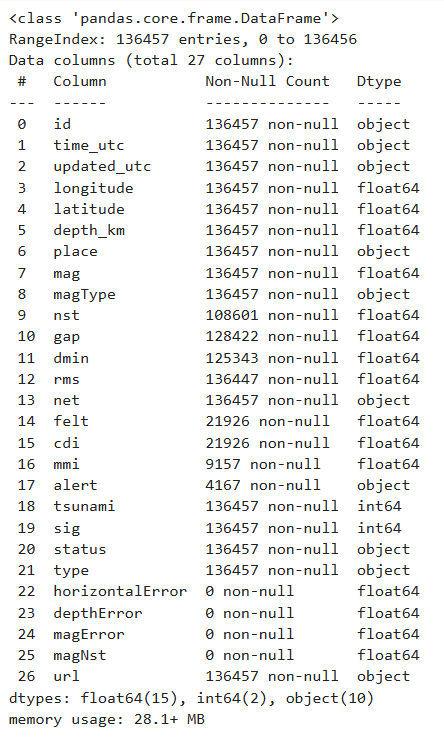 <class 'pandas.core.frame.DataFrame'>
RangeIndex: 136457 entries, 0 to 136456
Data columns (total 27 columns):
 #   Column           Non-Null Count   Dtype
---  ------           --------------   -----
 0   id               136457 non-null  object
 1   time_utc         136457 non-null  object
 2   updated_utc      136457 non-null  object
 3   longitude        136457 non-null  float64
 4   latitude         136457 non-null  float64
 5   depth_km         136457 non-null  float64
 6   place            136457 non-null  object
 7   mag              136457 non-null  float64
 8   magType          136457 non-null  object
 9   nst              108601 non-null  float64
 10  gap              128422 non-null  float64
 11  dmin             125343 non-null  float64
 12  rms              136447 non-null  float64
 13  net              136457 non-null  object
 14  felt             21926 non-null   float64
 15  cdi              21926 non-null   float64
 16  mmi              9157 non-null    float64
 17  alert            4167 non-null    object
 18  tsunami          136457 non-null  int64
 19  sig              136457 non-null  int64
 20  status           136457 non-null  object
 21  type             136457 non-null  object
 22  horizontalError  0 non-null       float64
 23  depthError       0 non-null       float64
 24  magError         0 non-null       float64
 25  magNst           0 non-null       float64
 26  url              136457 non-null  object
dtypes: float64(15), int64(2), object(10)
memory usage: 28.1+ MB